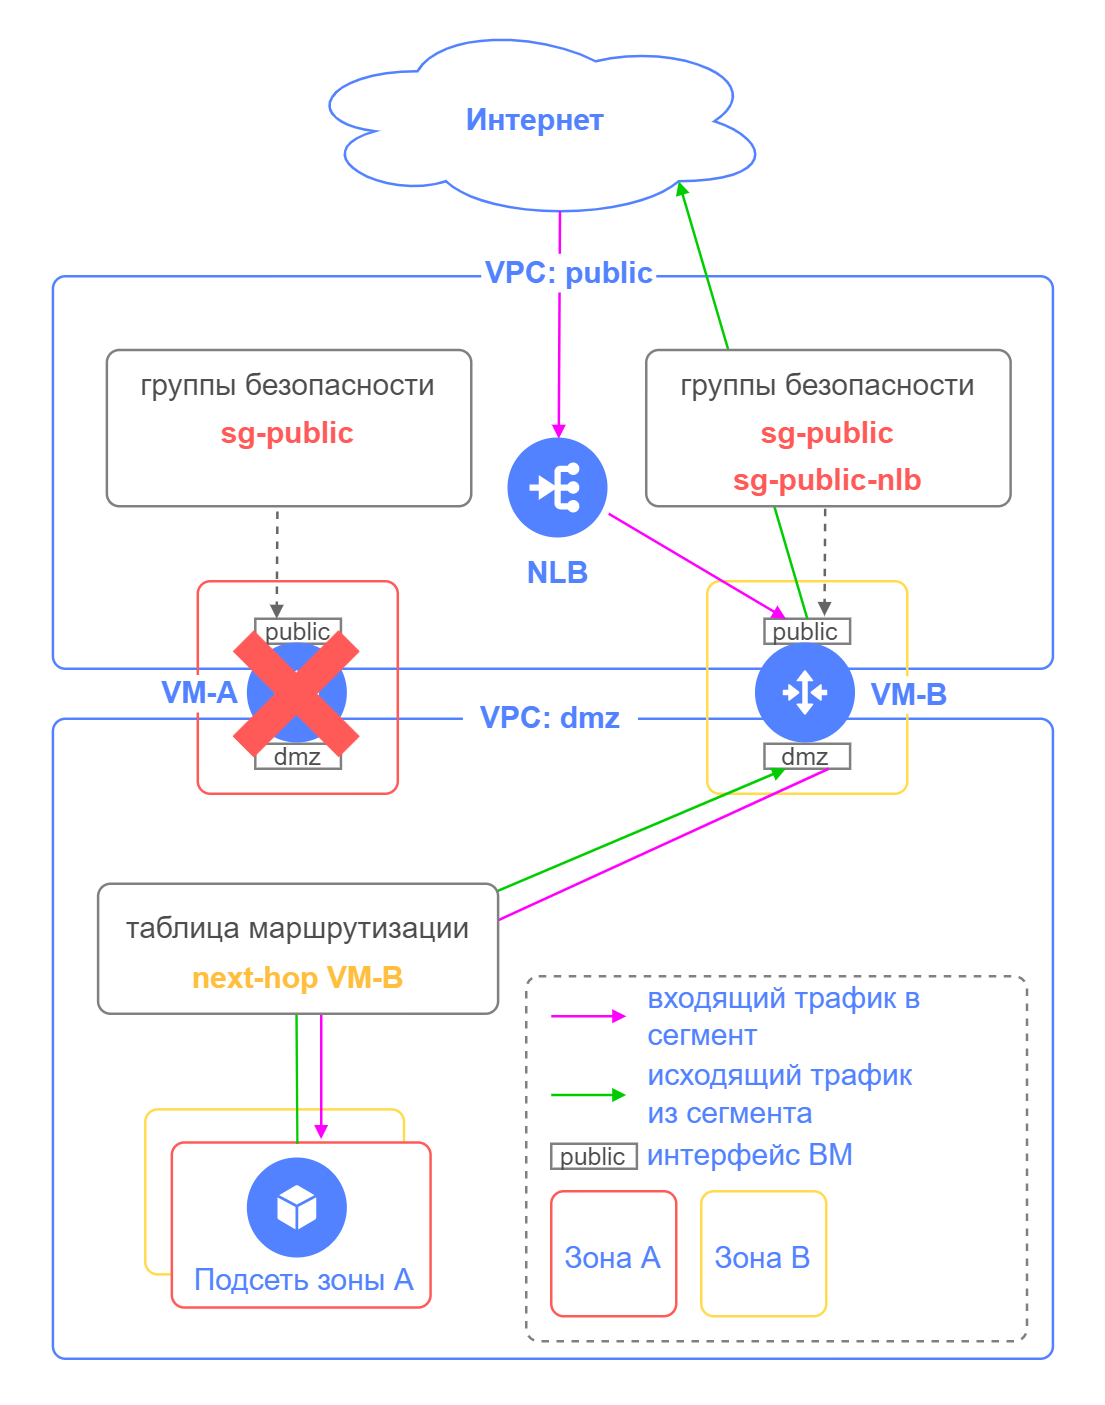 Интернет
VPC: public
группы безопасности
sg-public
группы безопасности
sg-public
sg-public-nlb
NLB
public
public
VM-A
VM-B
VPC: dmz
dmz
dmz
таблица маршрутизации
next-hop VM-B
входящий трафик в
сегмент
исходящий трафик
из сегмента
public
интерфейс ВМ
Зона A
Зона B
Подсеть зоны A